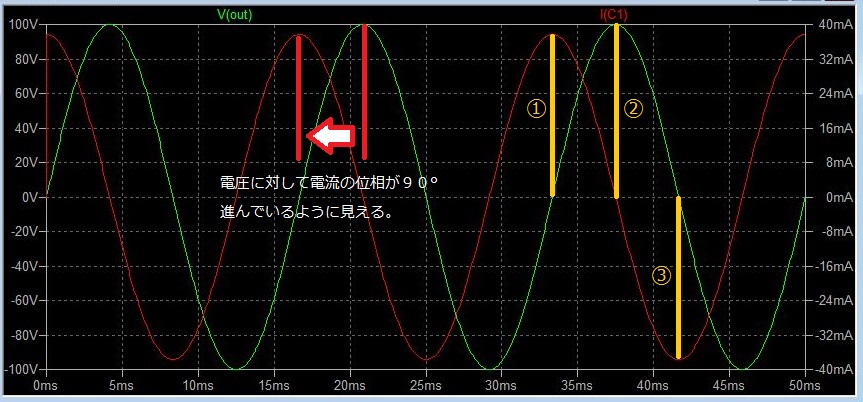 V(out) I(C1)
100V 40mA
80V 32mA
60V 24mA
① ②
40V 16mA
20V 8mA
電圧に対して電流の位相が９０°
0V 0mA
進んでいるように見える。
-20V -8mA
-40V -16mA
③
-60V -24mA
-80V -32mA
-100V -40mA
0ms 5ms 10ms 15ms 20ms 25ms 30ms 35ms 40ms 45ms 50ms